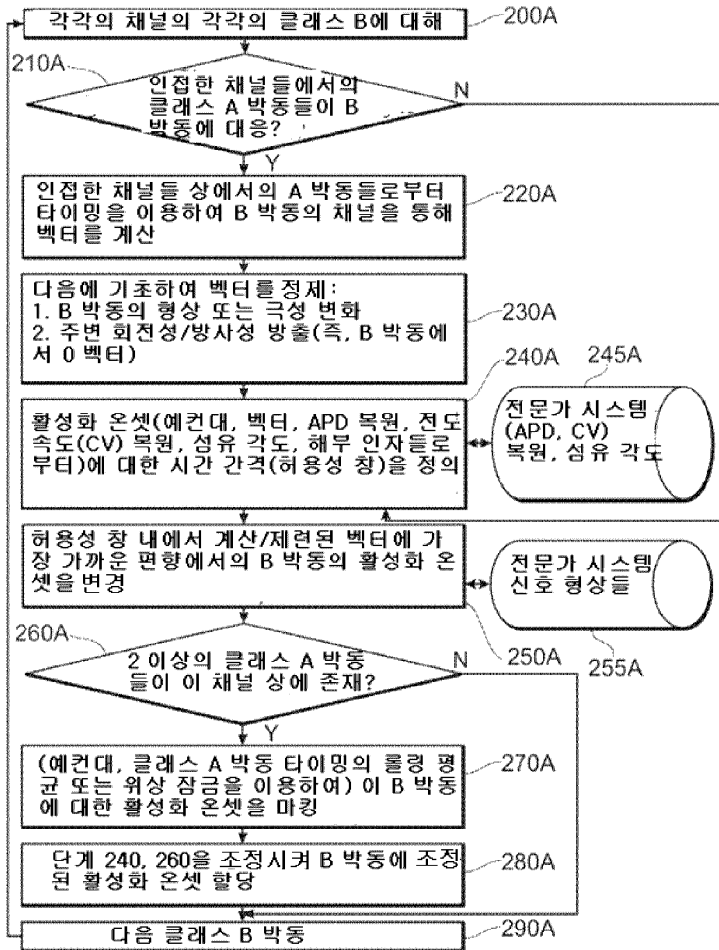 각각의 채널의 각각의 클래스 B에 대해
200A
210A
인접한 채널들에서의
클래스 A 박동들이 B
박동에 대응?
N
Y
인접한 채널들 상에서의 A 박동들로부터
타이밍을 이용하여 B 박동의 채널을 통해
벡터를 계산
220A
다음에 기초하여 벡터를 정제:
1. B 박동의 형상 또는 극성 변화
2. 주변 회전성/방사성 방출(즉, B 박동에
서 0 벡터)
230A
240A
활성화 온셋(예컨대, 벡터, APD 복원, 전도
속도(CV) 복원, 섬유 각도, 해부 인자들로
부터)에 대한 시간 간격(허용성 창)을 정의
245A
전문가 시스템
(APD, CV)
복원, 섬유 각도
허용성 창 내에서 계산/제련된 벡터에 가
장 가까운 편향에서의 B 박동의 활성화 온
셋을 변경
250A
전문가 시스템
신호 형상들
255A
260A
2 이상의 클래스 A 박동
들이 이 채널 상에 존재?
N
Y
(예컨대, 클래스 A 박동 타이밍의 롤링 평
균 또는 위상 잠금을 이용하여) 이 B 박동
에 대한 활성화 온셋을 마킹
270A
단계 240, 260을 조정시켜 B 박동에 조정
된 활성화 온셋 할당
280A
다음 클래스 B 박동
290A